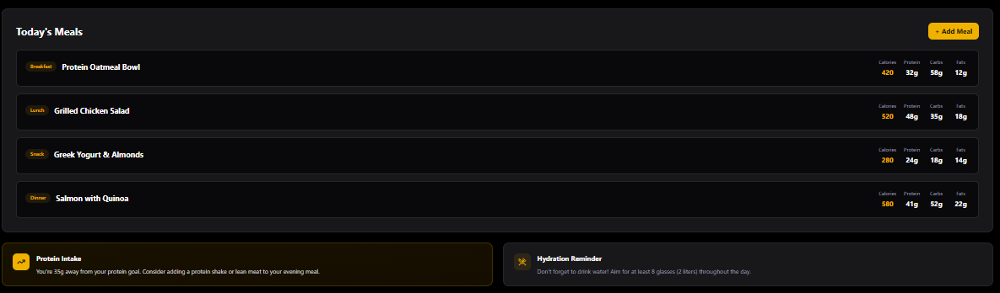 Today's Meals
+ Add Meal
Breakfast Protein Oatmeal Bowl
Calories Protein Carbs Fats
420 32g 58g 12g
Lunch Grilled Chicken Salad
Calories Protein Carbs Fats
520 48g 35g 18g
Snack Greek Yogurt & Almonds
Calories Protein Carbs Fats
280 24g 18g 14g
Dinner Salmon with Quinoa
Calories Protein Carbs Fats
580 41g 52g 22g
Protein Intake
You're 35g away from your protein goal. Consider adding a protein shake or lean meat to your evening meal.
Hydration Reminder
Don't forget to drink water! Aim for at least 8 glasses (2 liters) throughout the day.